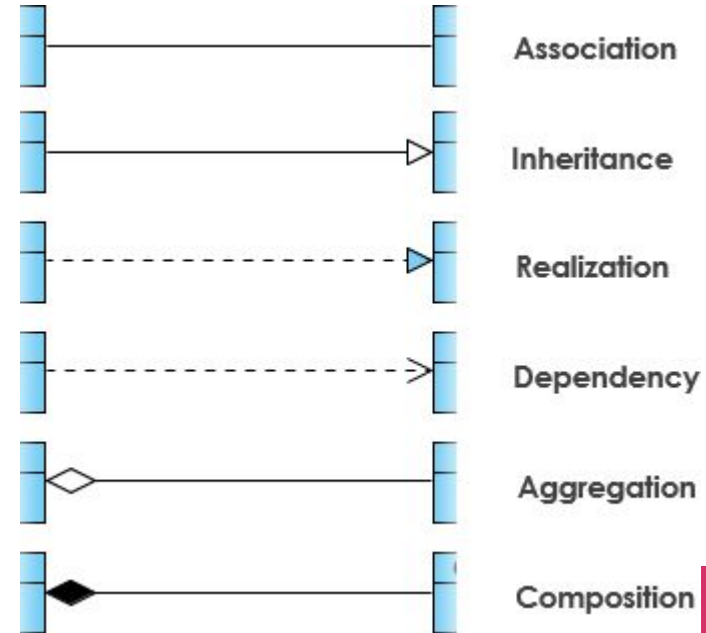 Association
Inheritance
Realization
Dependency
Aggregation
Composition